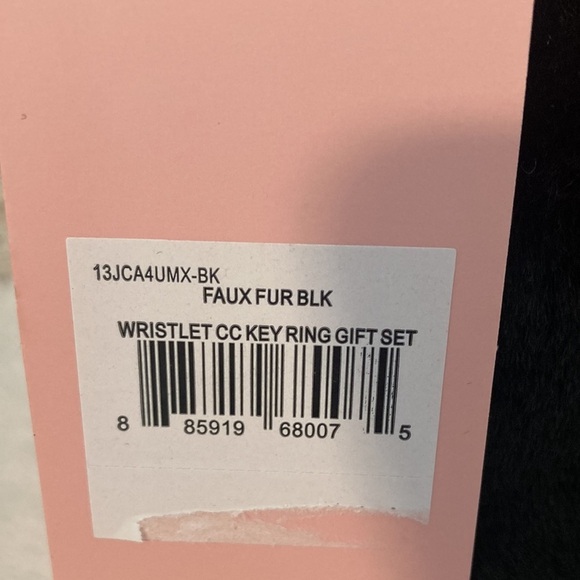 13JCA4UMX-BK
FAUX FUR BLK
WRISTLET CC KEY RING GIFT SET
8 85919 68007 5